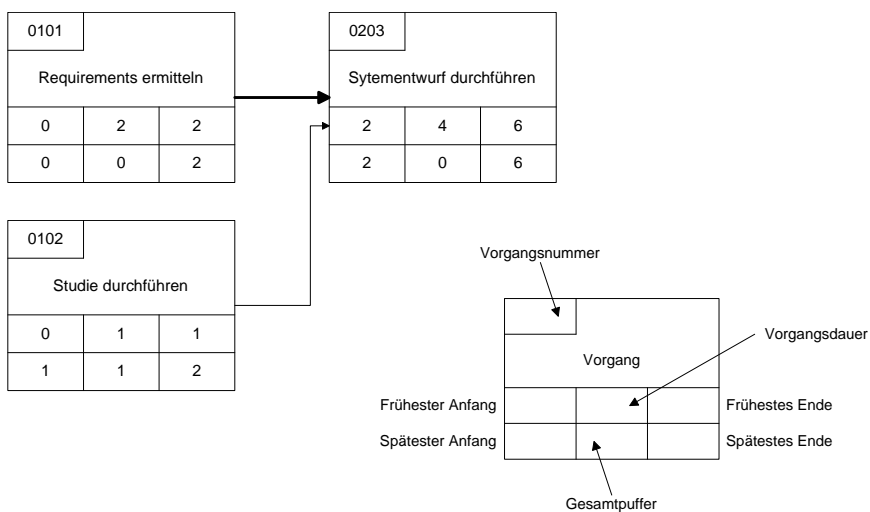 0101
Requirements ermitteln
0 2 2
0 0 2
0203
Sytementwurf durchführen
2 4 6
2 0 6
0102
Studie durchführen
0 1 1
1 1 2
Vorgangsnummer
Vorgangsdauer
Vorgang
Frühester Anfang
Frühestes Ende
Spätester Anfang
Spätestes Ende
Gesamtpuffer